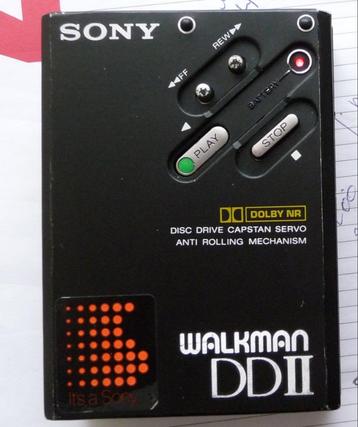 SONY
REW ▶▶
◀◀ FF
BATTERY
PLAY
STOP
DOLBY NR
DISC DRIVE CAPSTAN SERVO
ANTI ROLLING MECHANISM
WALKMAN
DDII
It's a Sony